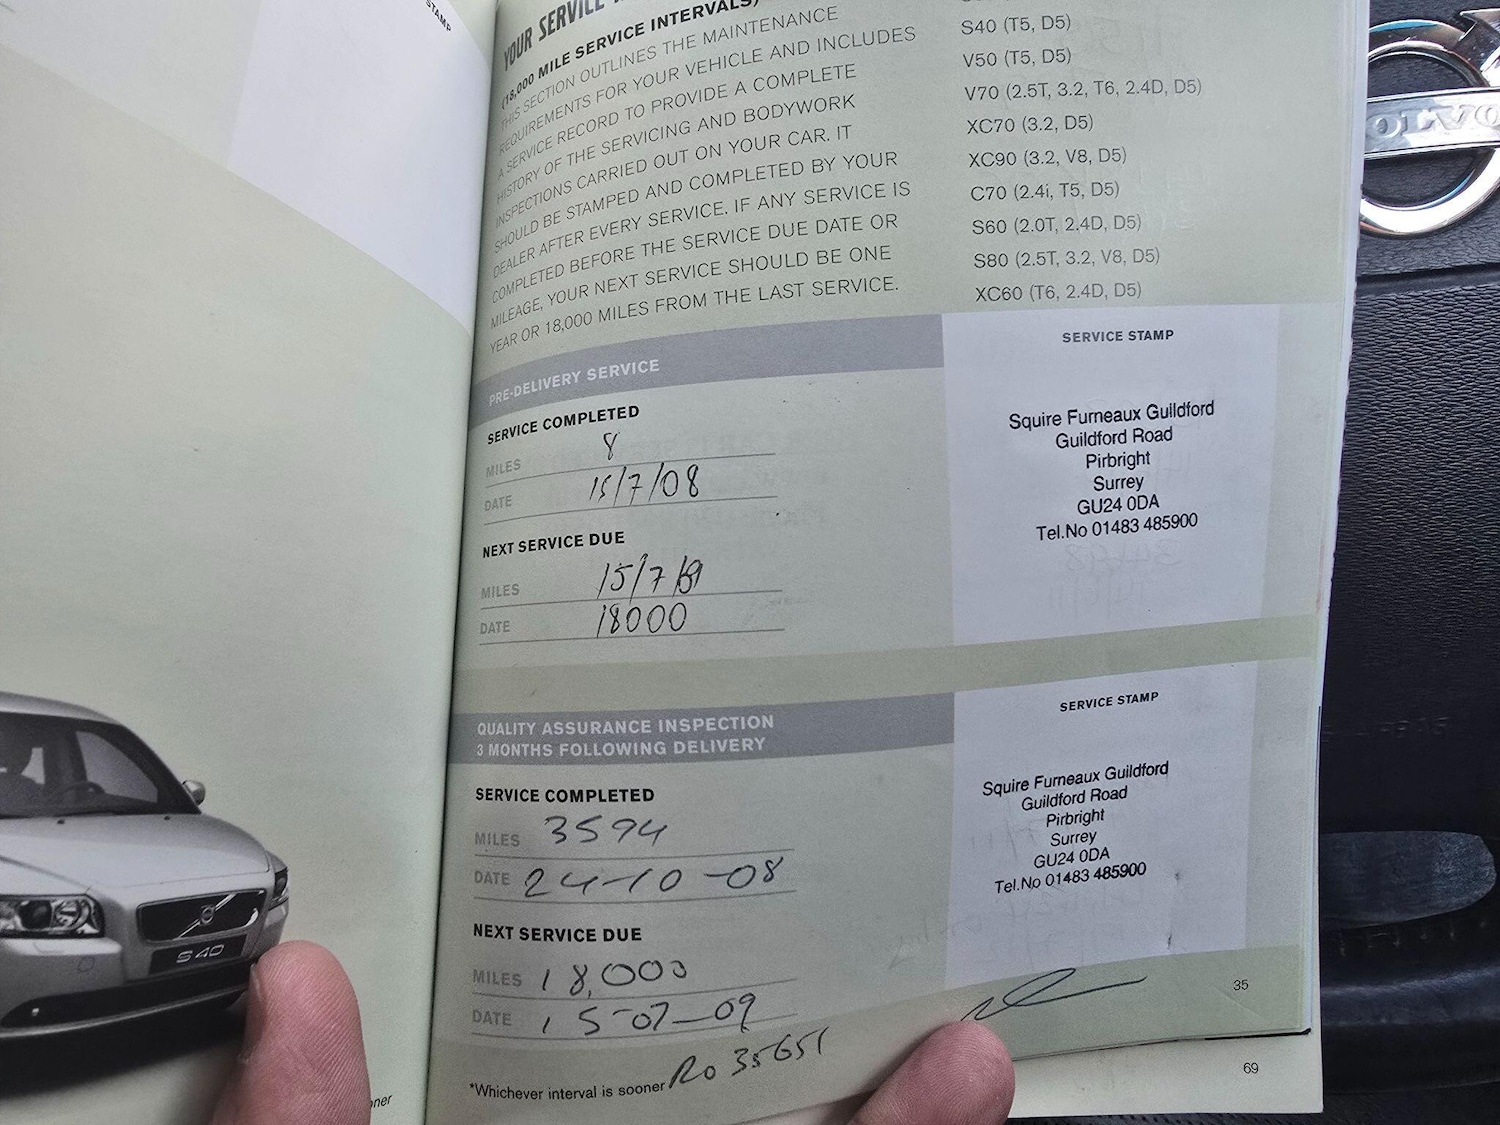 STAMP
YOUR SERVICE
(18,000 MILE SERVICE INTERVALS)
THIS SECTION OUTLINES THE MAINTENANCE
REQUIREMENTS FOR YOUR VEHICLE AND INCLUDES
A SERVICE RECORD TO PROVIDE A COMPLETE
HISTORY OF THE SERVICING AND BODYWORK
INSPECTIONS CARRIED OUT ON YOUR CAR. IT
SHOULD BE STAMPED AND COMPLETED BY YOUR
DEALER AFTER EVERY SERVICE. IF ANY SERVICE IS
COMPLETED BEFORE THE SERVICE DUE DATE OR
MILEAGE, YOUR NEXT SERVICE SHOULD BE ONE
YEAR OR 18,000 MILES FROM THE LAST SERVICE.
S40 (T5, D5)
V50 (T5, D5)
V70 (2.5T, 3.2, T6, 2.4D, D5)
XC70 (3.2, D5)
XC90 (3.2, V8, D5)
C70 (2.4i, T5, D5)
S60 (2.0T, 2.4D, D5)
S80 (2.5T, 3.2, V8, D5)
XC60 (T6, 2.4D, D5)
PRE-DELIVERY SERVICE
SERVICE COMPLETED
MILES 8
DATE 15/7/08
NEXT SERVICE DUE
MILES 15/7/09
DATE 18000
SERVICE STAMP
Squire Furneaux Guildford
Guildford Road
Pirbright
Surrey
GU24 0DA
Tel.No 01483 485900
QUALITY ASSURANCE INSPECTION
3 MONTHS FOLLOWING DELIVERY
SERVICE COMPLETED
MILES 3594
DATE 24-10-08
NEXT SERVICE DUE
MILES 18,000
DATE 15-07-09
SERVICE STAMP
Squire Furneaux Guildford
Guildford Road
Pirbright
Surrey
GU24 0DA
Tel.No 01483 485900
35
*Whichever interval is sooner Ro 35651
69
S40
VOLVO